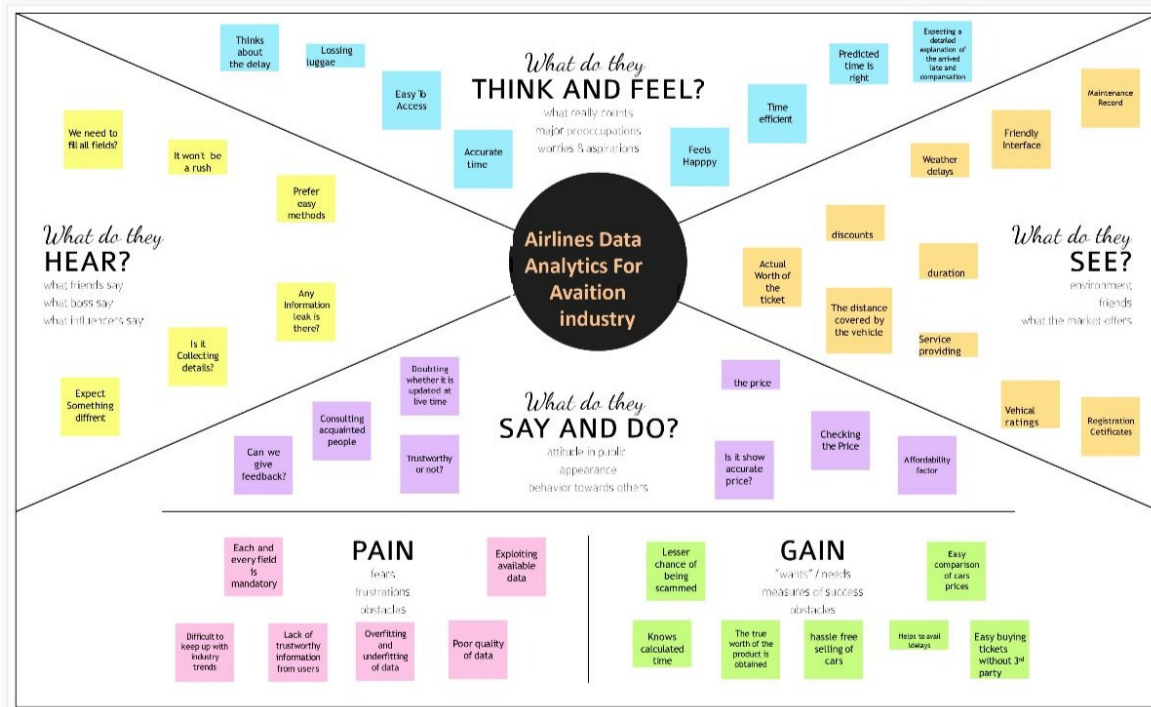 What do they
THINK AND FEEL?
what really counts
major preoccupations
worries & aspirations
Thinks
about
the delay
Lossing
luggae
Easy To
Access
Accurate
time
Feels
Happpy
Time
efficient
Predicted
time is
right
Expecting a
detailed
explanation of
the arrived
late and
compansation
What do they
HEAR?
what friends say
what boss say
what influencers say
We need to
fill all fields?
It won't be
a rush
Prefer
easy
methods
Any
Information
leak is
there?
Is it
Collecting
details?
Expect
Something
diffrent
Airlines Data
Analytics For
Avaition
industry
What do they
SEE?
environment
friends
what the market offers
Maintenance
Record
Friendly
Interface
Weather
delays
discounts
duration
Actual
Worth of
the
ticket
The distance
covered by
the vehicle
Service
providing
Vehical
ratings
Registration
Cetificates
What do they
SAY AND DO?
attitude in public
appearance
behavior towards others
Doubting
whether it is
updated at
live time
Consulting
acquainted
people
Can we
give
feedback?
Trustworthy
or not?
the price
Checking
the Price
Is it show
accurate
price?
Affordability
factor
PAIN
fears
frustrations
obstacles
Each and
every field
is
mandatory
Exploiting
available
data
Difficult to
keep up with
industry
trends
Lack of
trustworthy
information
from users
Overfitting
and
underfitting
of data
Poor quality
of data
GAIN
"wants" / needs
measures of success
obstacles
Lesser
chance of
being
scammed
Easy
comparison
of cars
prices
Knows
calculated
time
The true
worth of the
product is
obtained
hassle free
selling of
cars
Helps to avail
Easy buying
tickets
without 3rd
party